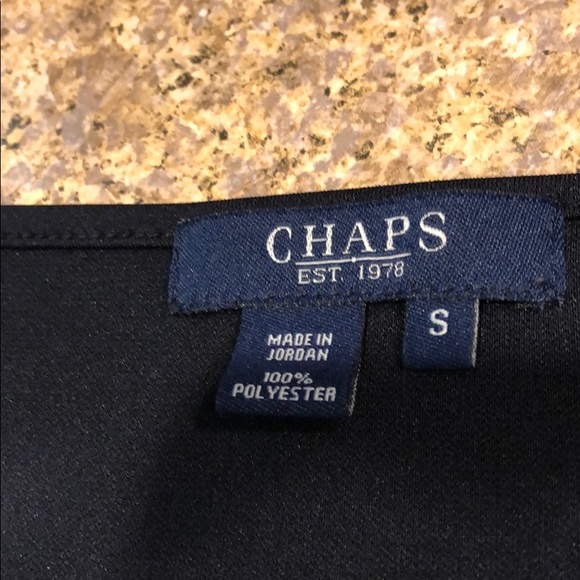 CHAPS
EST. 1978
S
MADE IN
JORDAN
100%
POLYESTER